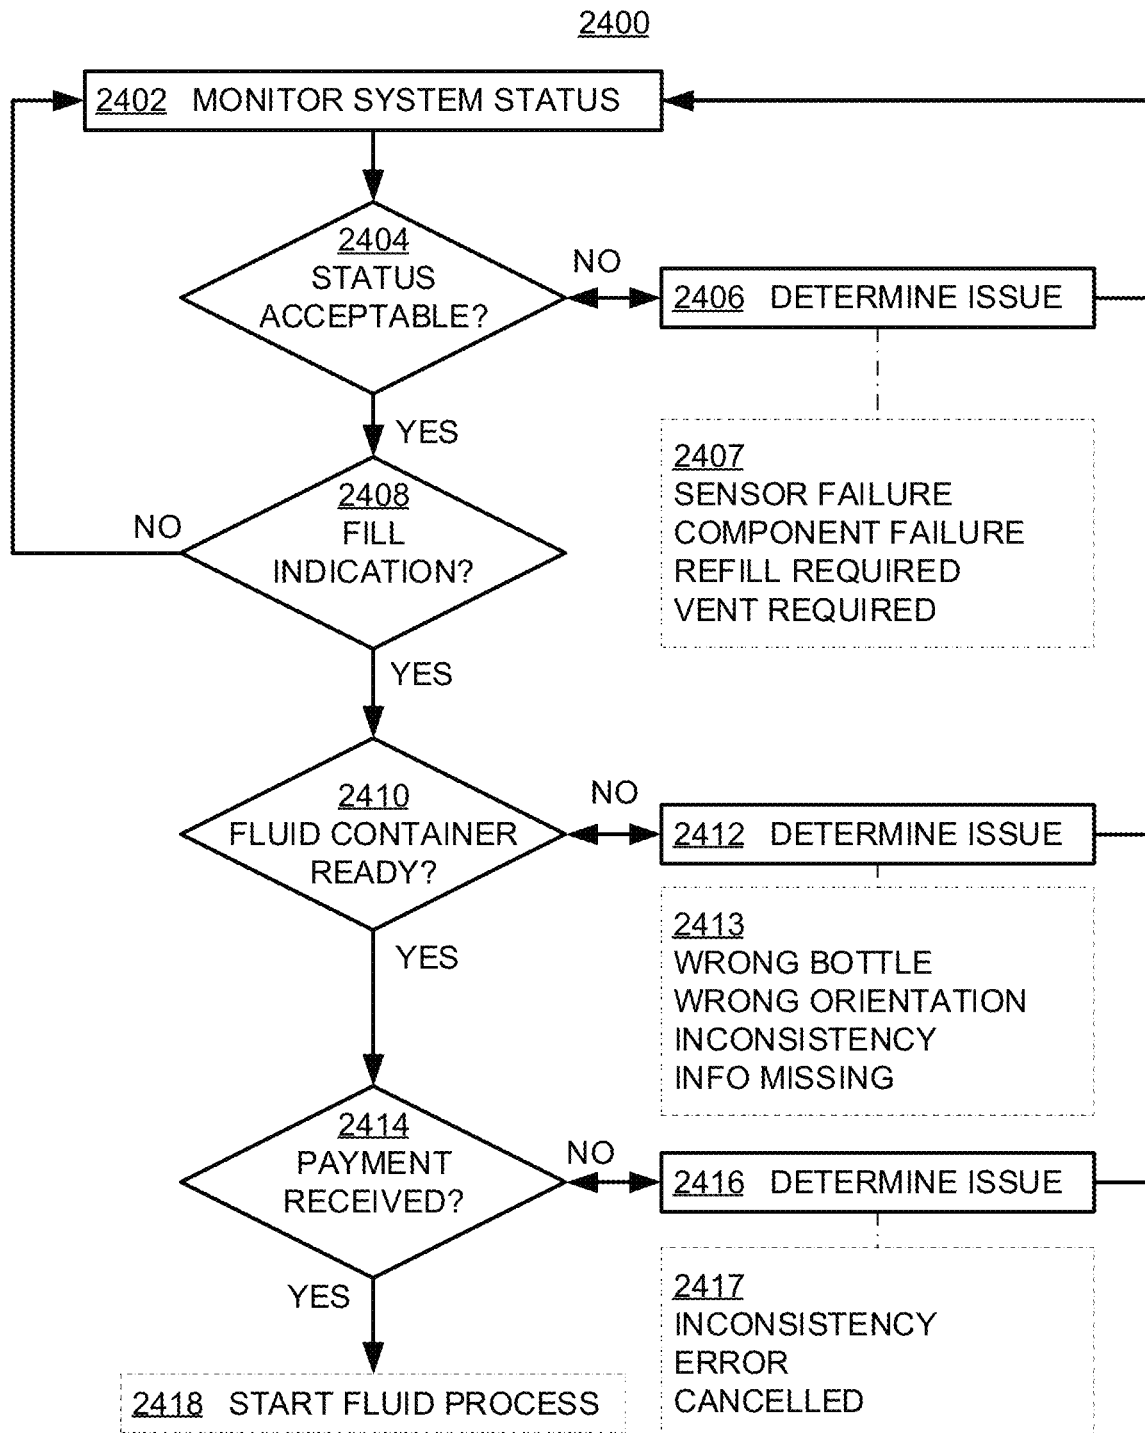 2400
2402 MONITOR SYSTEM STATUS
2404
STATUS
ACCEPTABLE?
NO
2406 DETERMINE ISSUE
YES
2407
SENSOR FAILURE
COMPONENT FAILURE
REFILL REQUIRED
VENT REQUIRED
2408
FILL
INDICATION?
NO
YES
2410
FLUID CONTAINER
READY?
NO
2412 DETERMINE ISSUE
YES
2413
WRONG BOTTLE
WRONG ORIENTATION
INCONSISTENCY
INFO MISSING
2414
PAYMENT
RECEIVED?
NO
2416 DETERMINE ISSUE
YES
2417
INCONSISTENCY
ERROR
CANCELLED
2418 START FLUID PROCESS